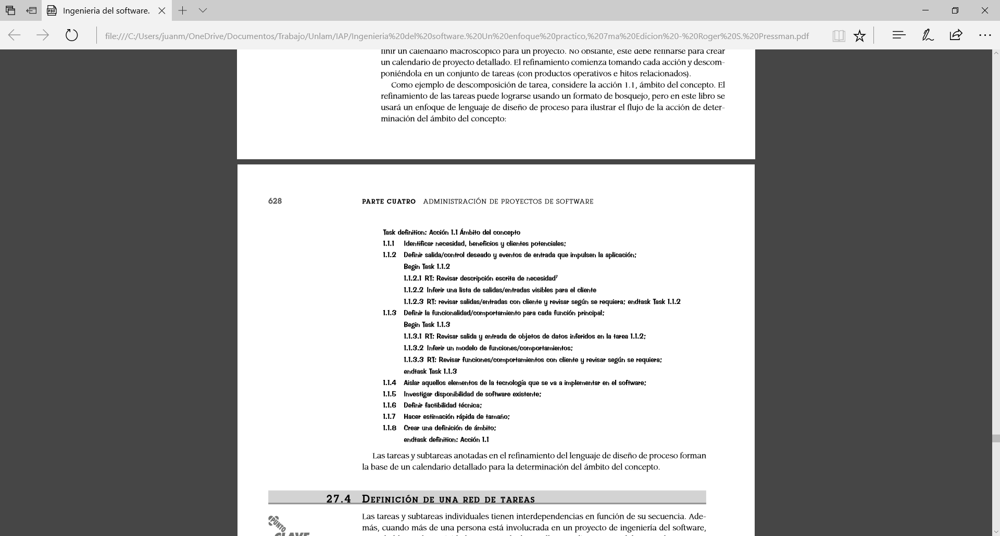 Ingenieria del software.
file:///C:/Users/juanm/OneDrive/Documentos/Trabajo/Unlam/IAP/Ingenieria%20del%20software.%20Un%20enfoque%20practico,%207ma%20Edicion%20-%20Roger%20S.%20Pressman.pdf
finir un calendario macroscópico para un proyecto. No obstante, éste debe refinarse para crear
un calendario de proyecto detallado. El refinamiento comienza tomando cada acción y descom-
poniéndola en un conjunto de tareas (con productos operativos e hitos relacionados).
Como ejemplo de descomposición de tarea, considere la acción 1.1, ámbito del concepto. El
refinamiento de las tareas puede lograrse usando un formato de bosquejo, pero en este libro se
usará un enfoque de lenguaje de diseño de proceso para ilustrar el flujo de la acción de deter-
minación del ámbito del concepto:
628 PARTE CUATRO ADMINISTRACIÓN DE PROYECTOS DE SOFTWARE
Task definition: Acción 1.1 Ámbito del concepto
1.1.1 Identificar necesidad, beneficios y clientes potenciales;
1.1.2 Definir salida/control deseado y eventos de entrada que impulsen la aplicación;
Begin Task 1.1.2
1.1.2.1 RT: Revisar descripción escrita de necesidad⁷
1.1.2.2 Inferir una lista de salidas/entradas visibles para el cliente
1.1.2.3 RT: revisar salidas/entradas con cliente y revisar según se requiera; endtask Task 1.1.2
1.1.3 Definir la funcionalidad/comportamiento para cada función principal;
Begin Task 1.1.3
1.1.3.1 RT: Revisar salida y entrada de objetos de datos inferidos en la tarea 1.1.2;
1.1.3.2 Inferir un modelo de funciones/comportamientos;
1.1.3.3 RT: Revisar funciones/comportamientos con cliente y revisar según se requiera;
endtask Task 1.1.3
1.1.4 Aislar aquellos elementos de la tecnología que se va a implementar en el software;
1.1.5 Investigar disponibilidad de software existente;
1.1.6 Definir factibilidad técnica;
1.1.7 Hacer estimación rápida de tamaño;
1.1.8 Crear una definición de ámbito;
endtask definition: Acción 1.1
Las tareas y subtareas anotadas en el refinamiento del lenguaje de diseño de proceso forman
la base de un calendario detallado para la determinación del ámbito del concepto.
27.4 DEFINICIÓN DE UNA RED DE TAREAS
PUNTO
CLAVE
Las tareas y subtareas individuales tienen interdependencias en función de su secuencia. Ade-
más, cuando más de una persona está involucrada en un proyecto de ingeniería del software,